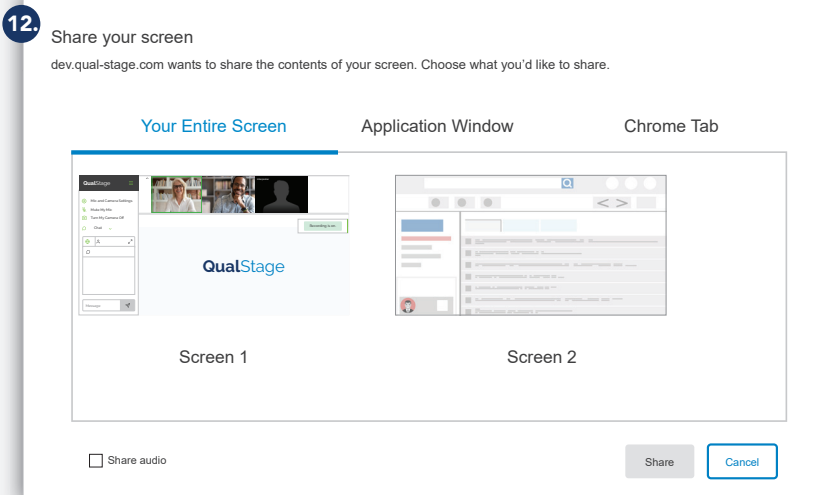 12.
Share your screen
dev.qual-stage.com wants to share the contents of your screen. Choose what you'd like to share.
Your Entire Screen
Application Window
Chrome Tab
QualStage
Mic and Camera Settings
Mute My Mic
Turn My Camera Off
Chat
A
Message
Recording is on
QualStage
Screen 1
Screen 2
Share audio
Share
Cancel